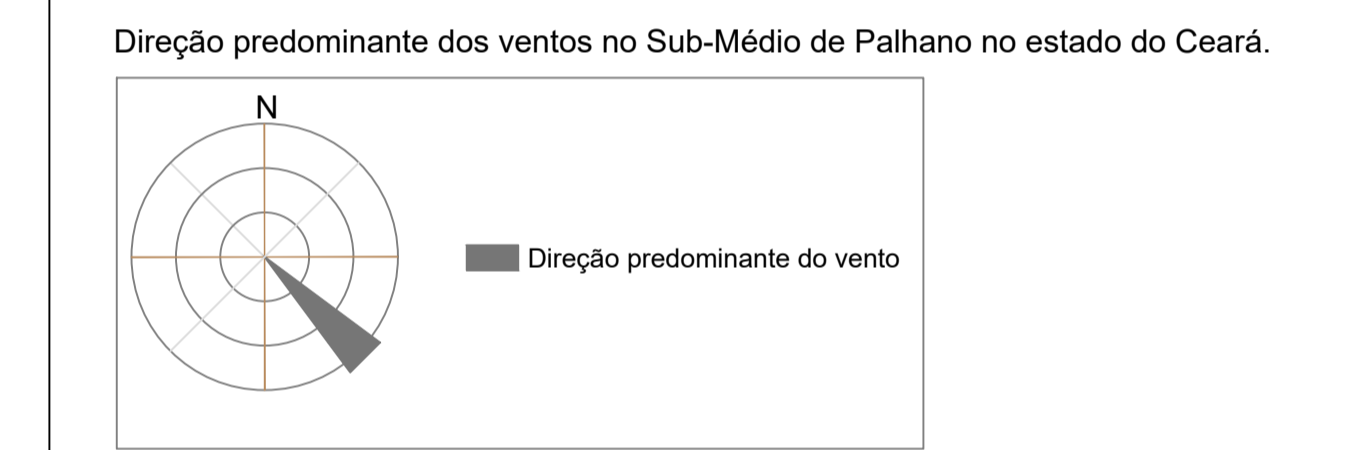 Direção predominante dos ventos no Sub-Médio de Palhano no estado do Ceará.
N
Direção predominante do vento